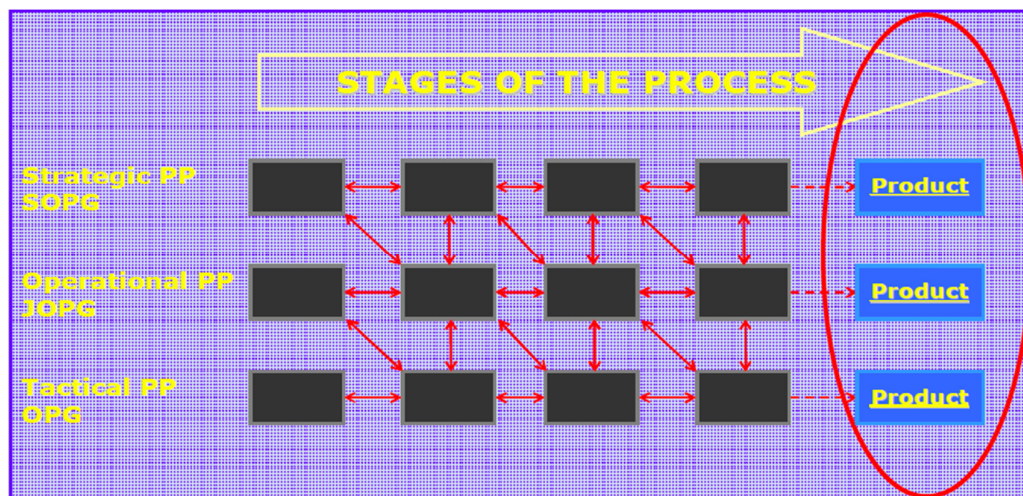 STAGES OF THE PROCESS
Strategic PP
SOPG
Product
Operational PP
JOPG
Product
Tactical PP
OPG
Product